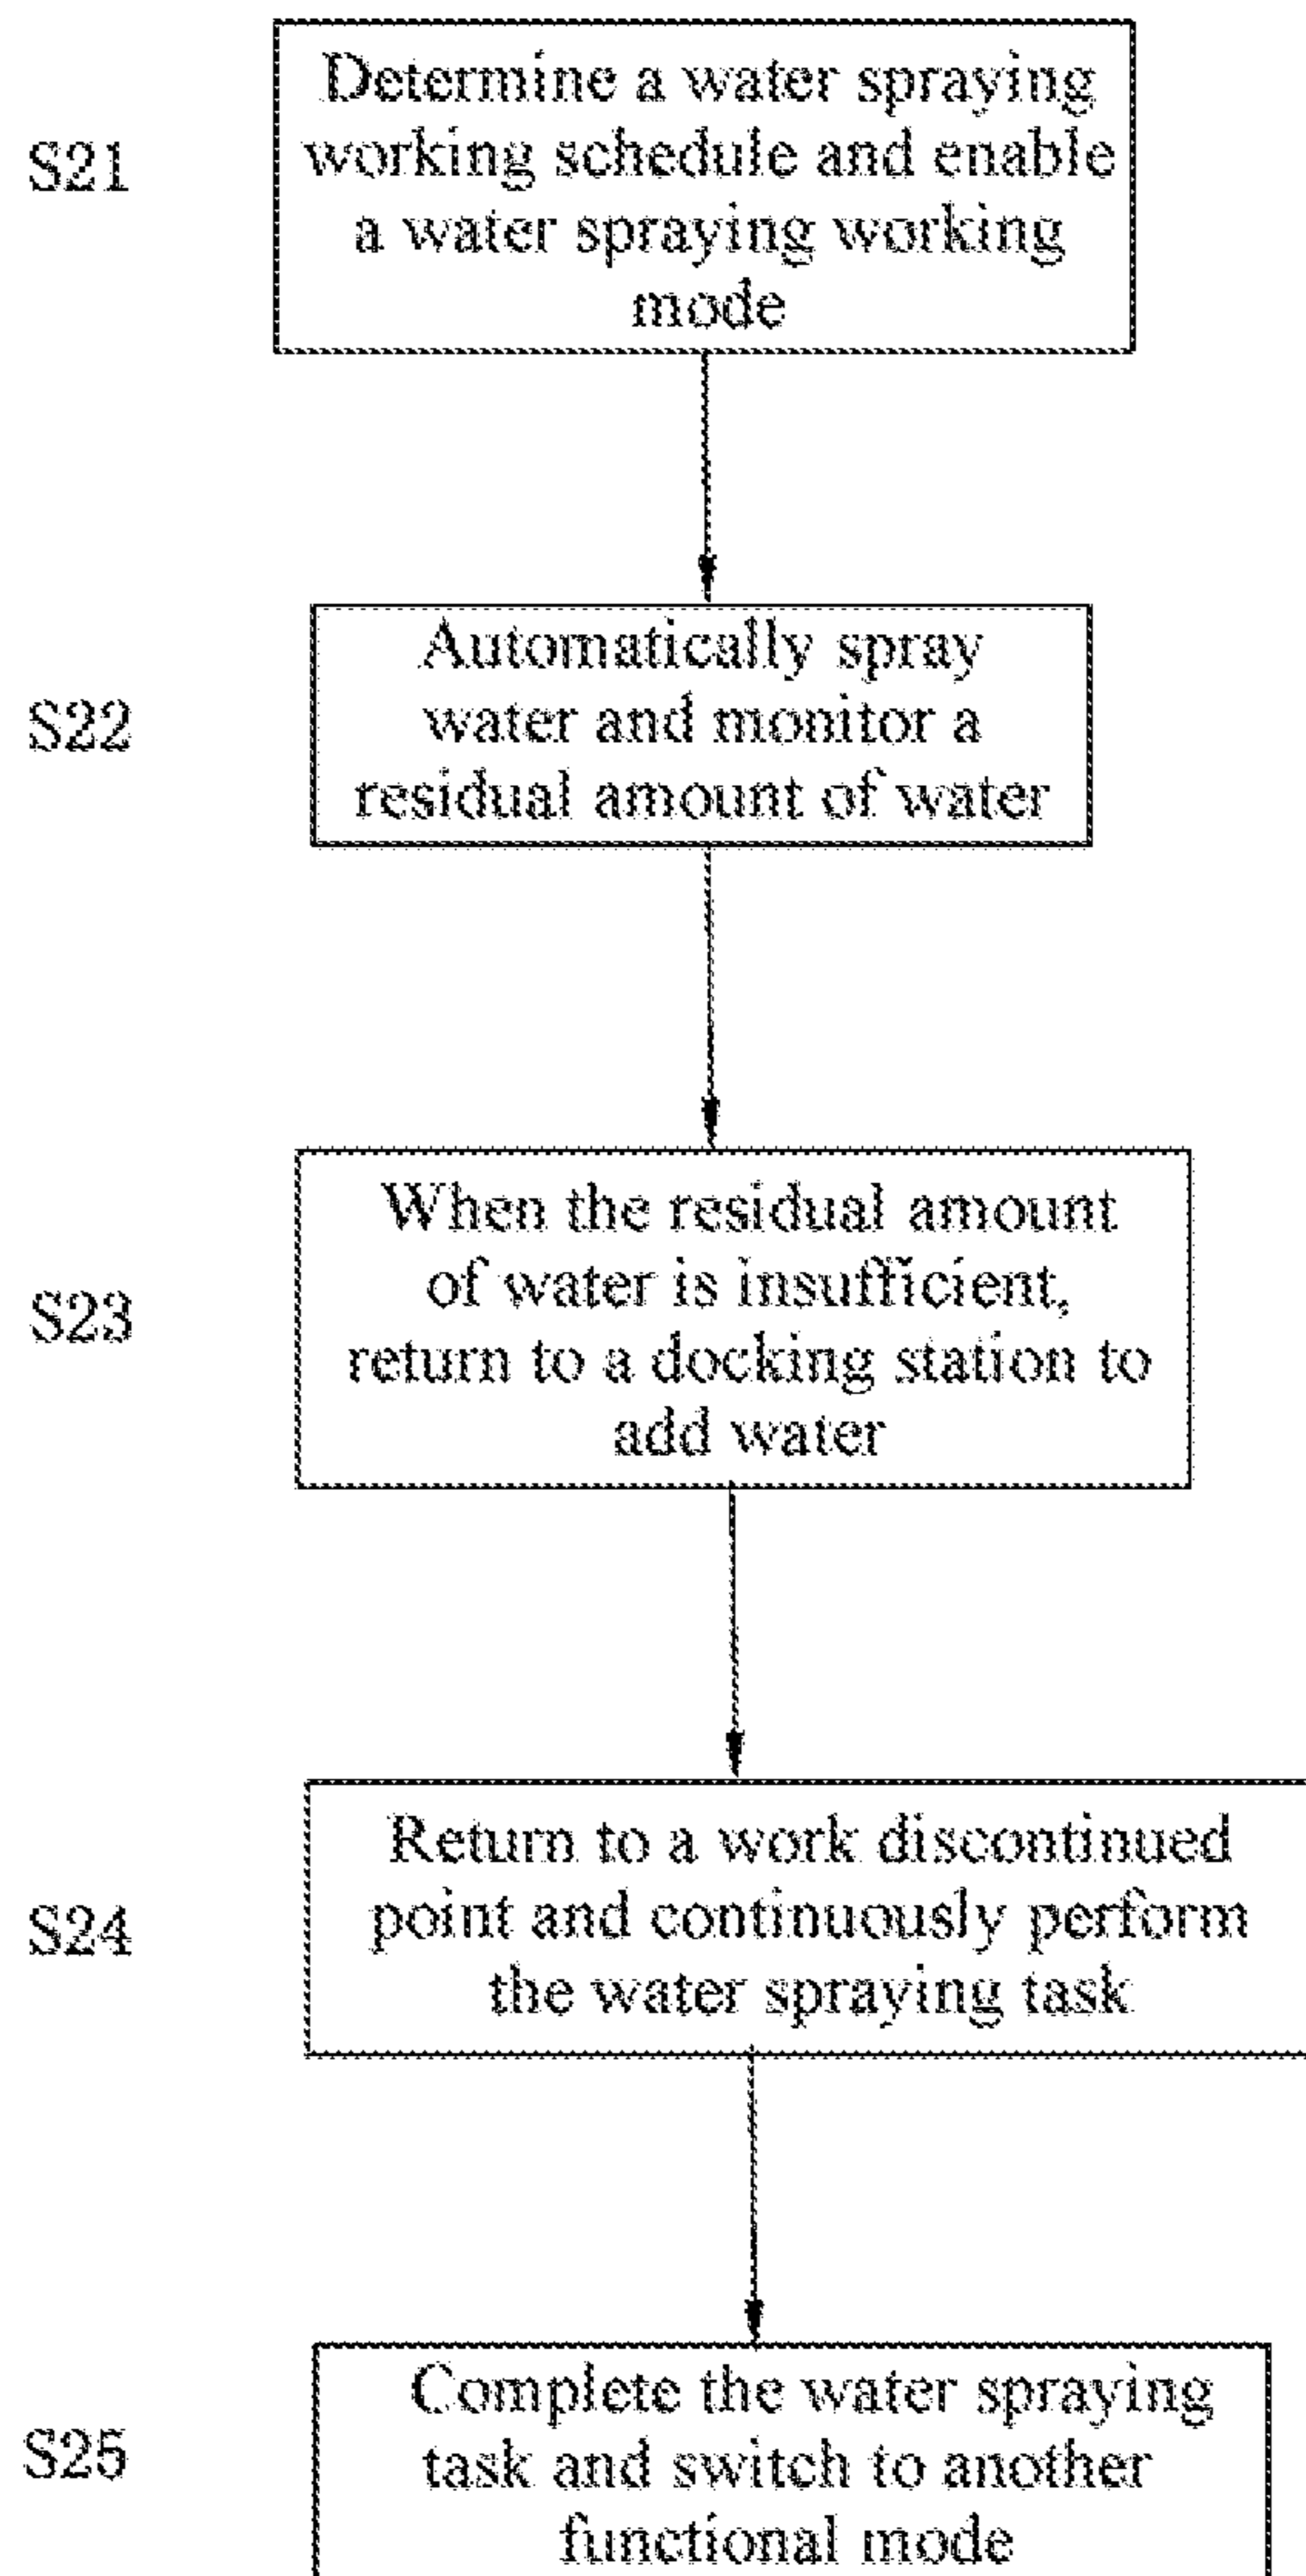 S21
Determine a water spraying
working schedule and enable
a water spraying working
mode
S22
Automatically spray
water and monitor a
residual amount of water
S23
When the residual amount
of water is insufficient,
return to a docking station to
add water
S24
Return to a work discontinued
point and continuously perform
the water spraying task
S25
Complete the water spraying
task and switch to another
functional mode